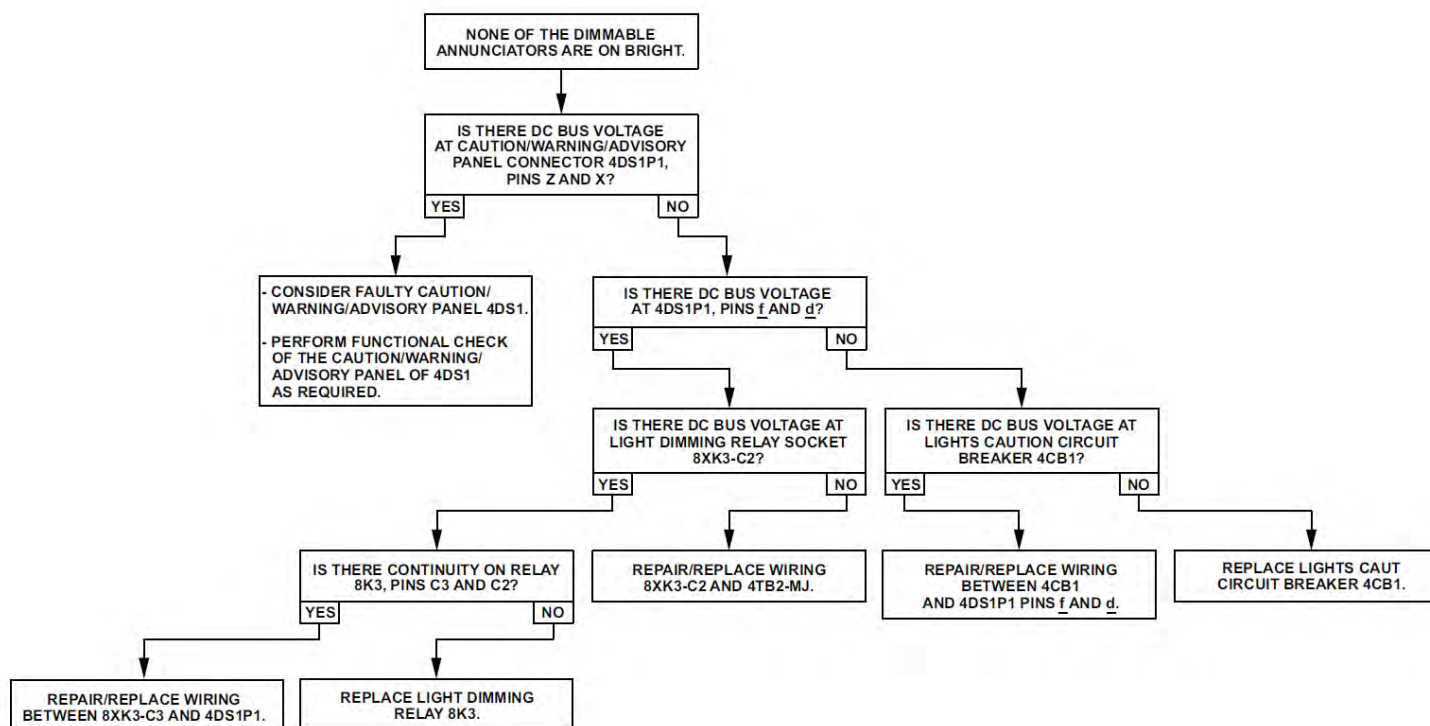 NONE OF THE DIMMABLE
ANNUNCIATORS ARE ON BRIGHT.
IS THERE DC BUS VOLTAGE
AT CAUTION/WARNING/ADVISORY
PANEL CONNECTOR 4DS1P1,
PINS Z AND X?
YES
NO
- CONSIDER FAULTY CAUTION/
WARNING/ADVISORY PANEL 4DS1.
- PERFORM FUNCTIONAL CHECK
OF THE CAUTION/WARNING/
ADVISORY PANEL OF 4DS1
AS REQUIRED.
IS THERE DC BUS VOLTAGE
AT 4DS1P1, PINS f AND d?
YES
NO
IS THERE DC BUS VOLTAGE AT
LIGHT DIMMING RELAY SOCKET
8XK3-C2?
YES
NO
IS THERE DC BUS VOLTAGE AT
LIGHTS CAUTION CIRCUIT
BREAKER 4CB1?
YES
NO
IS THERE CONTINUITY ON RELAY
8K3, PINS C3 AND C2?
YES
NO
REPAIR/REPLACE WIRING
8XK3-C2 AND 4TB2-MJ.
REPAIR/REPLACE WIRING
BETWEEN 4CB1
AND 4DS1P1 PINS f AND d.
REPLACE LIGHTS CAUT
CIRCUIT BREAKER 4CB1.
REPAIR/REPLACE WIRING
BETWEEN 8XK3-C3 AND 4DS1P1.
REPLACE LIGHT DIMMING
RELAY 8K3.